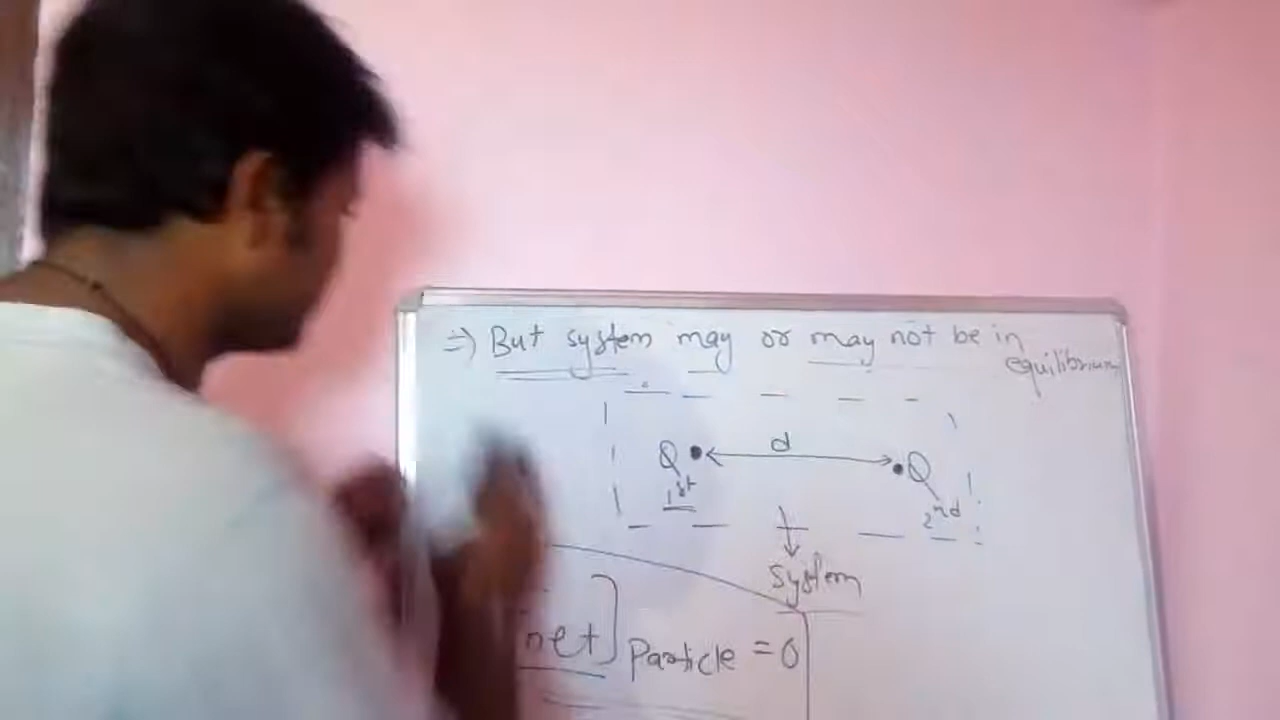 =) But system may or may not be in
equilibrium
Q d Q
1st 2nd
system
net] Particle = 0